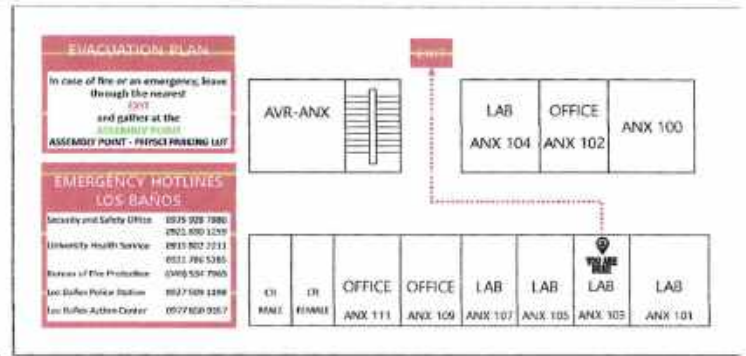 EVACUATION PLAN
In case of fire or an emergency, leave
through the nearest
EXIT
and gather at the
ASSEMBLY POINT
ASSEMBLY POINT - PHYSCI PARKING LOT
EMERGENCY HOTLINES
LOS BAÑOS
Security and Safety Office
University Health Service
Bureau of Fire Protection
Los Baños Police Station
Los Baños Action Center
EXIT
AVR-ANX
LAB
ANX 104
OFFICE
ANX 102
ANX 100
YOU ARE
HERE
CR
MALE
CR
FEMALE
OFFICE
ANX 111
OFFICE
ANX 109
LAB
ANX 107
LAB
ANX 105
LAB
ANX 103
LAB
ANX 101